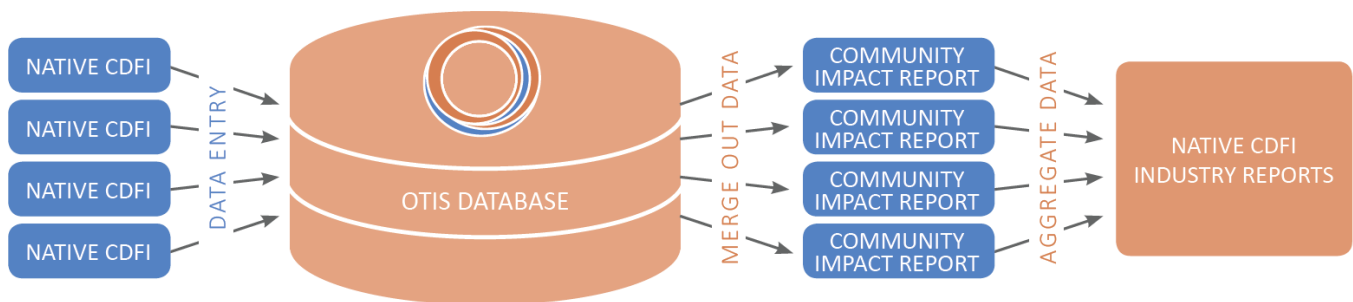 NATIVE CDFI
NATIVE CDFI
NATIVE CDFI
NATIVE CDFI
DATA ENTRY
OTIS DATABASE
MERGE OUT DATA
COMMUNITY
IMPACT REPORT
COMMUNITY
IMPACT REPORT
COMMUNITY
IMPACT REPORT
COMMUNITY
IMPACT REPORT
AGGREGATE DATA
NATIVE CDFI
INDUSTRY REPORTS